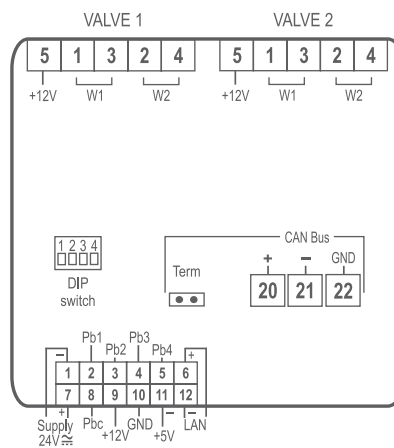 VALVE 1 VALVE 2
5 1 3 2 4 5 1 3 2 4
+12V W1 W2 +12V W1 W2
CAN Bus
1 2 3 4 Term + − GND
DIP 20 21 22
switch
Pb1 Pb3
− Pb2 Pb4 +
1 2 3 4 5 6
7 8 9 10 11 12
+ − −
Supply Pbc GND LAN
24V⎓ +12V +5V